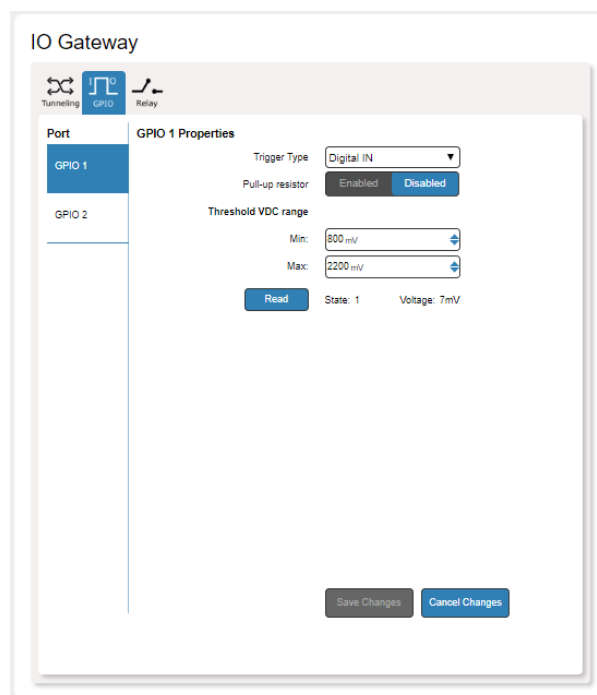 IO Gateway
Tunneling GPIO Relay
Port
GPIO 1
GPIO 2
GPIO 1 Properties
Trigger Type Digital IN
Pull-up resistor Enabled Disabled
Threshold VDC range
Min: 800 mV
Max: 2200 mV
Read State: 1 Voltage: 7mV
Save Changes Cancel Changes